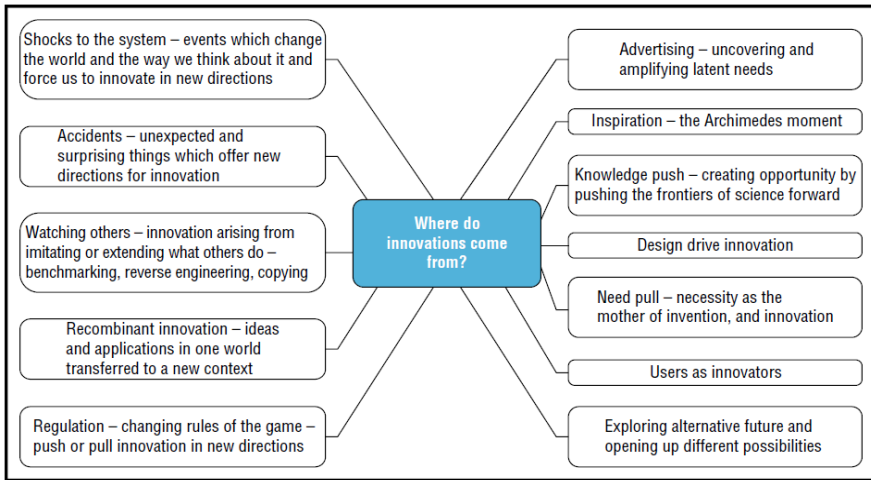 Shocks to the system – events which change
the world and the way we think about it and
force us to innovate in new directions
Accidents – unexpected and
surprising things which offer new
directions for innovation
Watching others – innovation arising from
imitating or extending what others do –
benchmarking, reverse engineering, copying
Recombinant innovation – ideas
and applications in one world
transferred to a new context
Regulation – changing rules of the game –
push or pull innovation in new directions
Where do
innovations come
from?
Advertising – uncovering and
amplifying latent needs
Inspiration – the Archimedes moment
Knowledge push – creating opportunity by
pushing the frontiers of science forward
Design drive innovation
Need pull – necessity as the
mother of invention, and innovation
Users as innovators
Exploring alternative future and
opening up different possibilities